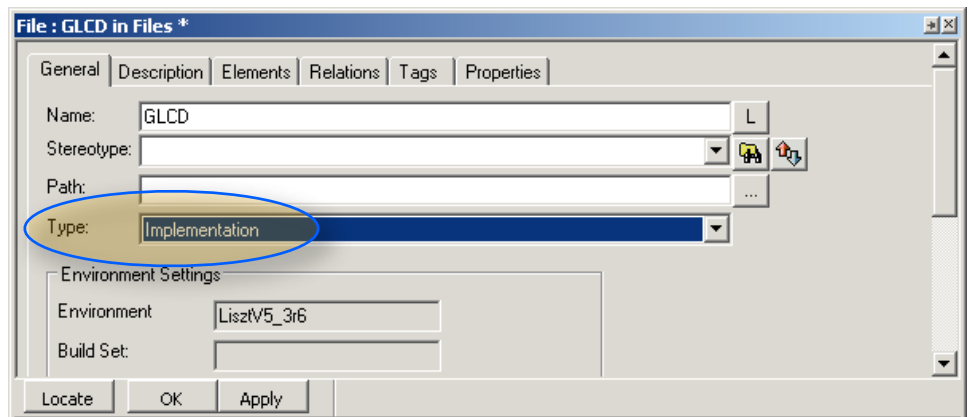 File : GLCD in Files *
General Description Elements Relations Tags Properties
Name: GLCD L
Stereotype:
Path: ...
Type: Implementation
Environment Settings
Environment LisztV5_3r6
Build Set:
Locate OK Apply